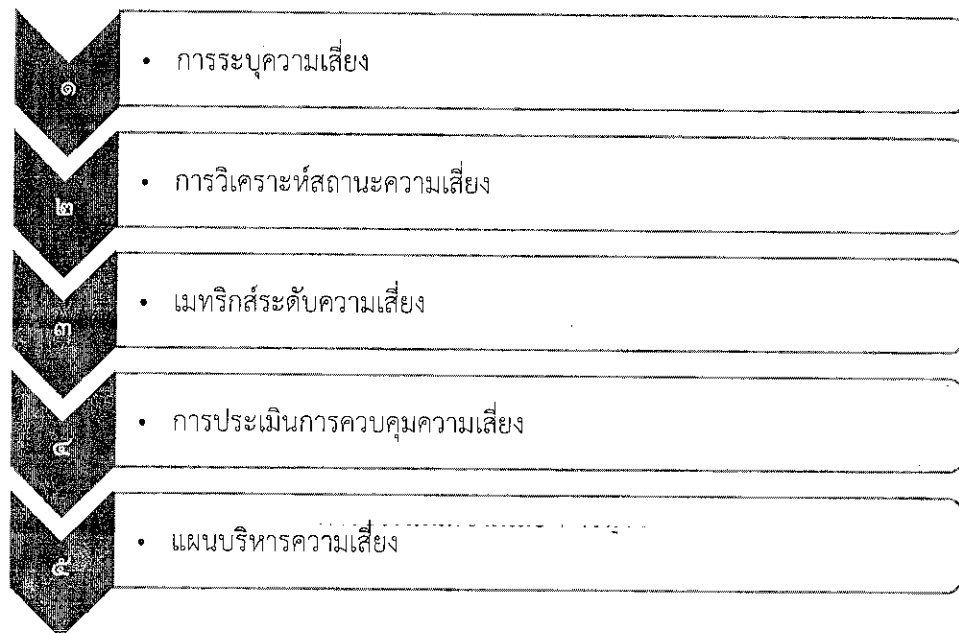 ๑
• การระบุความเสี่ยง
๒
• การวิเคราะห์สถานะความเสี่ยง
๓
• เมทริกส์ระดับความเสี่ยง
๔
• การประเมินการควบคุมความเสี่ยง
๕
• แผนบริหารความเสี่ยง